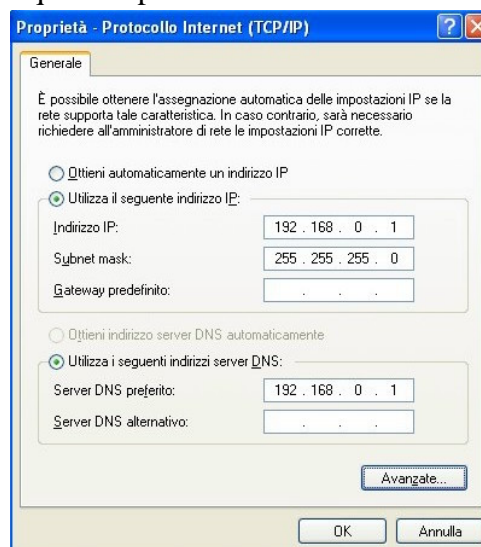 Proprietà - Protocollo Internet (TCP/IP)
Generale
È possibile ottenere l'assegnazione automatica delle impostazioni IP se la
rete supporta tale caratteristica. In caso contrario, sarà necessario
richiedere all'amministratore di rete le impostazioni IP corrette.
Ottieni automaticamente un indirizzo IP
Utilizza il seguente indirizzo IP:
Indirizzo IP: 192 . 168 . 0 . 1
Subnet mask: 255 . 255 . 255 . 0
Gateway predefinito: . . .
Ottieni indirizzo server DNS automaticamente
Utilizza i seguenti indirizzi server DNS:
Server DNS preferito: 192 . 168 . 0 . 1
Server DNS alternativo: . . .
Avanzate...
OK Annulla